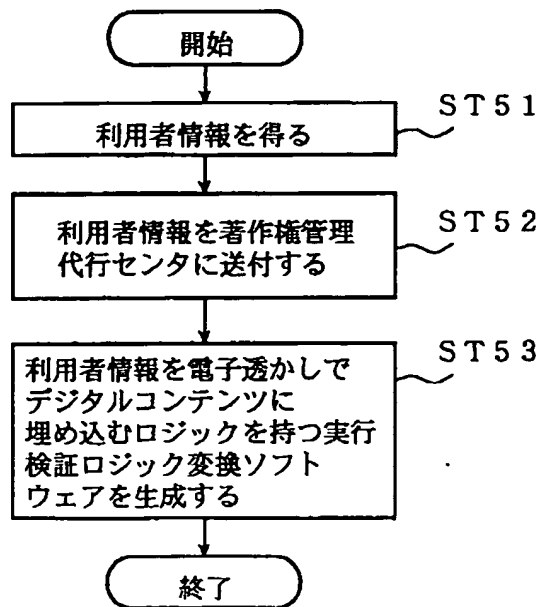 開始
利用者情報を得る
ST51
利用者情報を著作権管理
代行センタに送付する
ST52
利用者情報を電子透かしで
デジタルコンテンツに
埋め込むロジックを持つ実行
検証ロジック変換ソフト
ウェアを生成する
ST53
終了